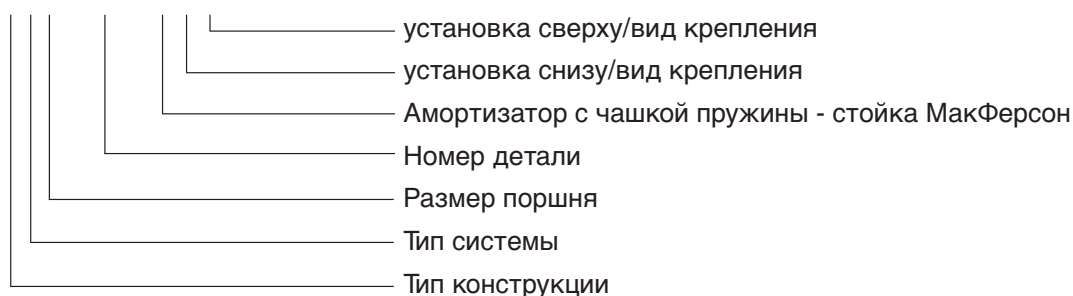 установка сверху/вид крепления
установка снизу/вид крепления
Амортизатор с чашкой пружины - стойка МакФерсон
Номер детали
Размер поршня
Тип системы
Тип конструкции